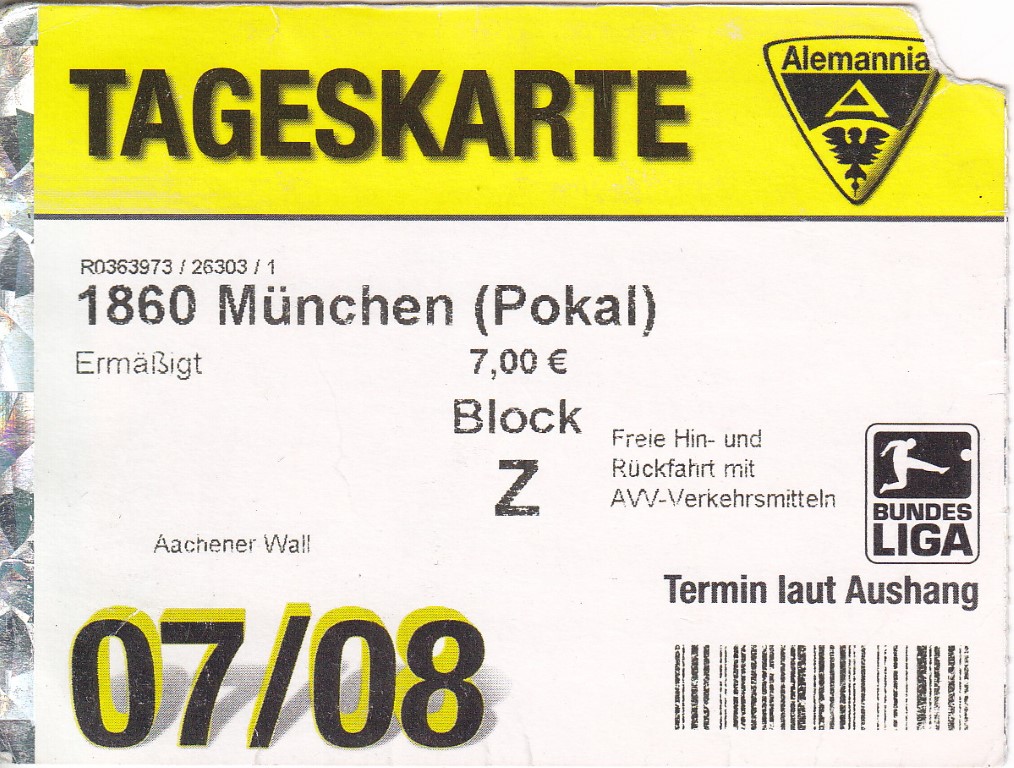 TAGESKARTE
Alemannia
A
R0363973 / 26303 / 1
1860 München (Pokal)
Ermäßigt 7,00 €
Block
Z
Freie Hin- und
Rückfahrt mit
AVV-Verkehrsmitteln
BUNDES
LIGA
Aachener Wall
Termin laut Aushang
07/08